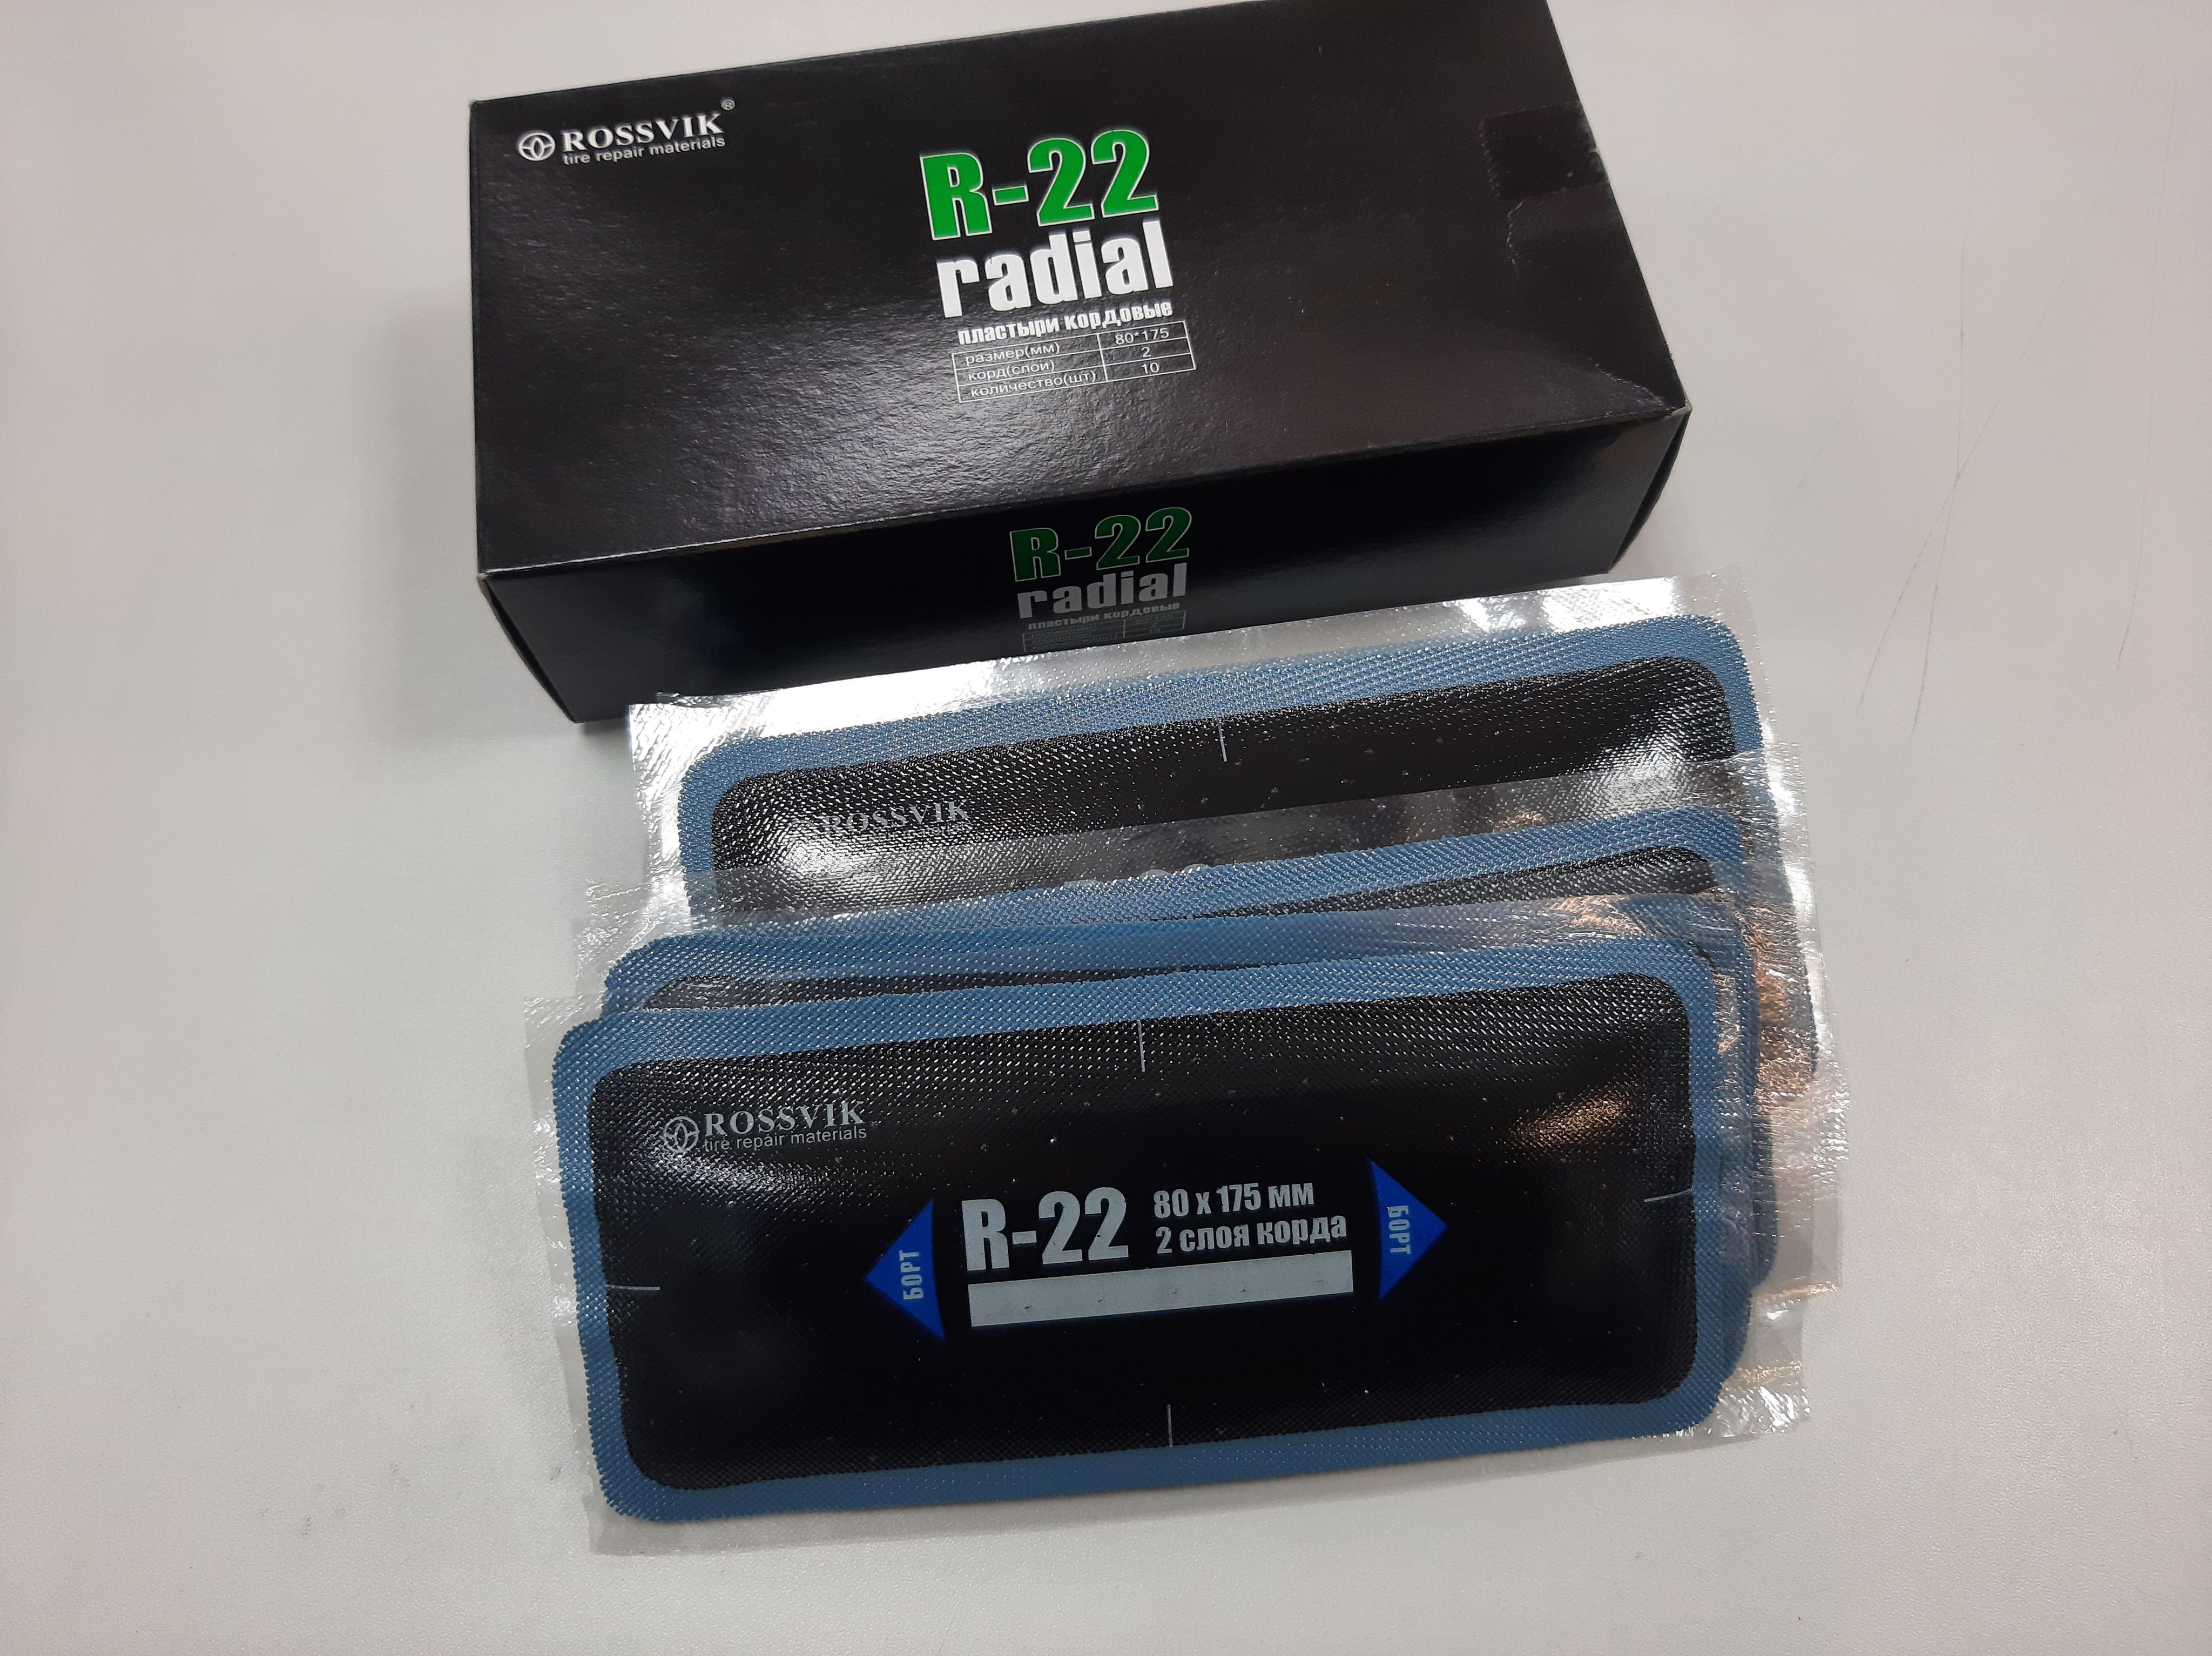 ROSSVIK®
tire repair materials
R-22
radial
пластыри кордовые
размер(мм) 80*175
корд(слои) 2
количество(шт) 10
R-22
radial
пластыри кордовые
ROSSVIK
ROSSVIK
tire repair materials
R-22
80 х 175 мм
2 слоя корда
БОРТ
БОРТ